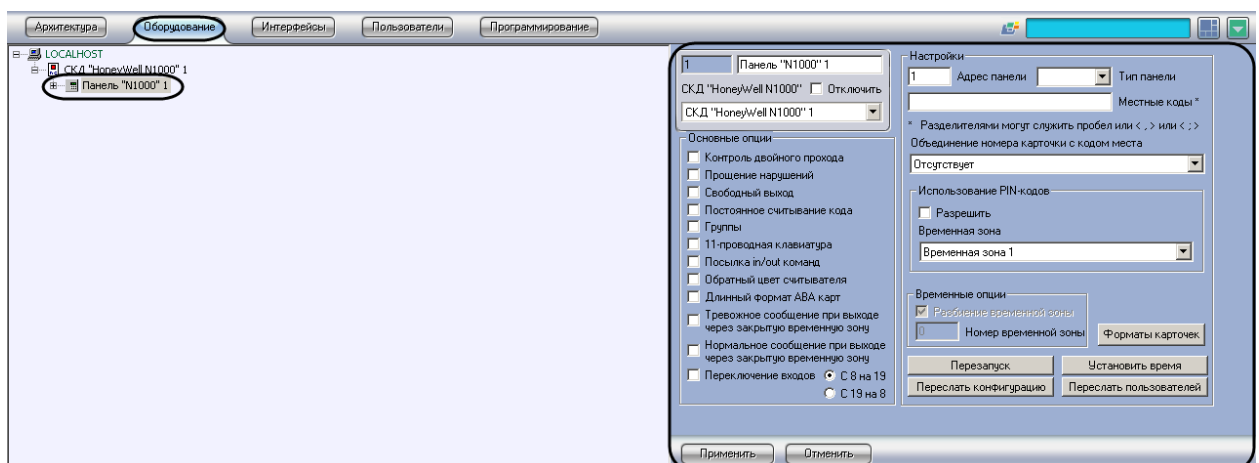 Архитектура Оборудование Интерфейсы Пользователи Программирование
LOCALHOST
СКД "HoneyWell N1000" 1
Панель "N1000" 1
1 Панель "N1000" 1
СКД "HoneyWell N1000" Отключить
СКД "HoneyWell N1000" 1
Основные опции
Контроль двойного прохода
Прощение нарушений
Свободный выход
Постоянное считывание кода
Группы
11-проводная клавиатура
Посылка in/out команд
Обратный цвет считывателя
Длинный формат ABA карт
Тревожное сообщение при выходе
через закрытую временную зону
Нормальное сообщение при выходе
через закрытую временную зону
Переключение входов С 8 на 19
С 19 на 8
Настройки
1 Адрес панели Тип панели
Местные коды *
* Разделителями могут служить пробел или < , > или < ; >
Объединение номера карточки с кодом места
Отсутствует
Использование PIN-кодов
Разрешить
Временная зона
Временная зона 1
Временные опции
Разбиение временной зоны
0 Номер временной зоны Форматы карточек
Перезапуск Установить время
Переслать конфигурацию Переслать пользователей
Применить Отменить